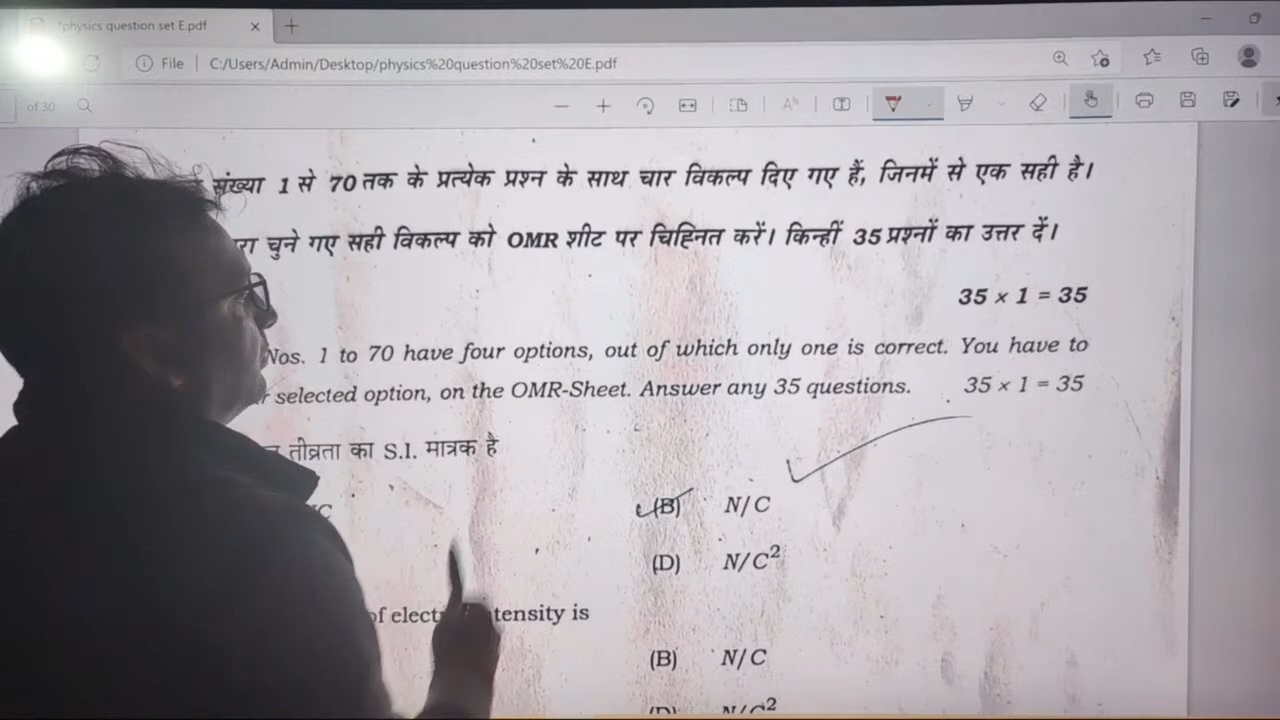 physics question set E.pdf
File
C:/Users/Admin/Desktop/physics%20question%20set%20E.pdf
of 30
संख्या 1 से 70 तक के प्रत्येक प्रश्न के साथ चार विकल्प दिए गए हैं, जिनमें से एक सही है।
चुने गए सही विकल्प को OMR शीट पर चिह्नित करें। किन्हीं 35 प्रश्नों का उत्तर दें।
35 × 1 = 35
Nos. 1 to 70 have four options, out of which only one is correct. You have to
selected option, on the OMR-Sheet. Answer any 35 questions. 35 × 1 = 35
तीव्रता का S.I. मात्रक है
(B) N/C
(D) N/C²
of tensity is
(B) N/C
N/C²